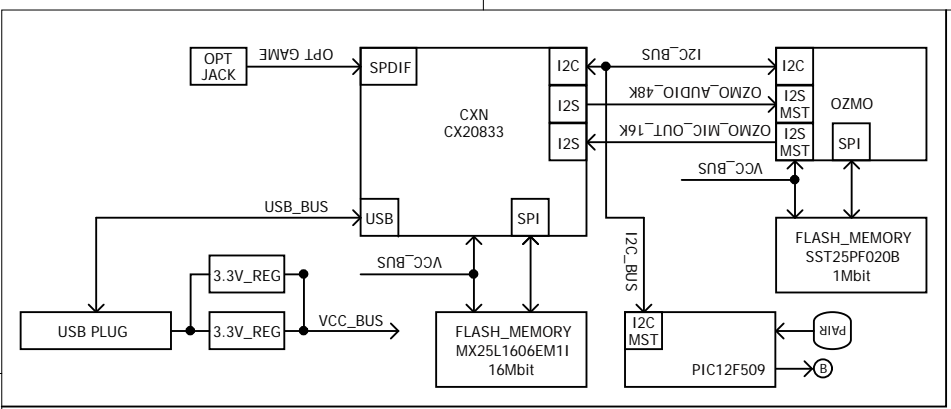 OPT
JACK
OPT GAME
SPDIF
CXN
CX20833
I2C
I2S
I2S
I2C_BUS
OZMO_AUDIO_48K
OZMO_MIC_OUT_16K
I2C
I2S
MST
I2S
MST
OZMO
SPI
VCC_BUS
USB_BUS
USB
SPI
VCC_BUS
I2C_BUS
FLASH_MEMORY
SST25PF020B
1Mbit
3.3V_REG
USB PLUG
3.3V_REG
VCC_BUS
FLASH_MEMORY
MX25L1606EM1I
16Mbit
I2C
MST
PIC12F509
PAIR
B